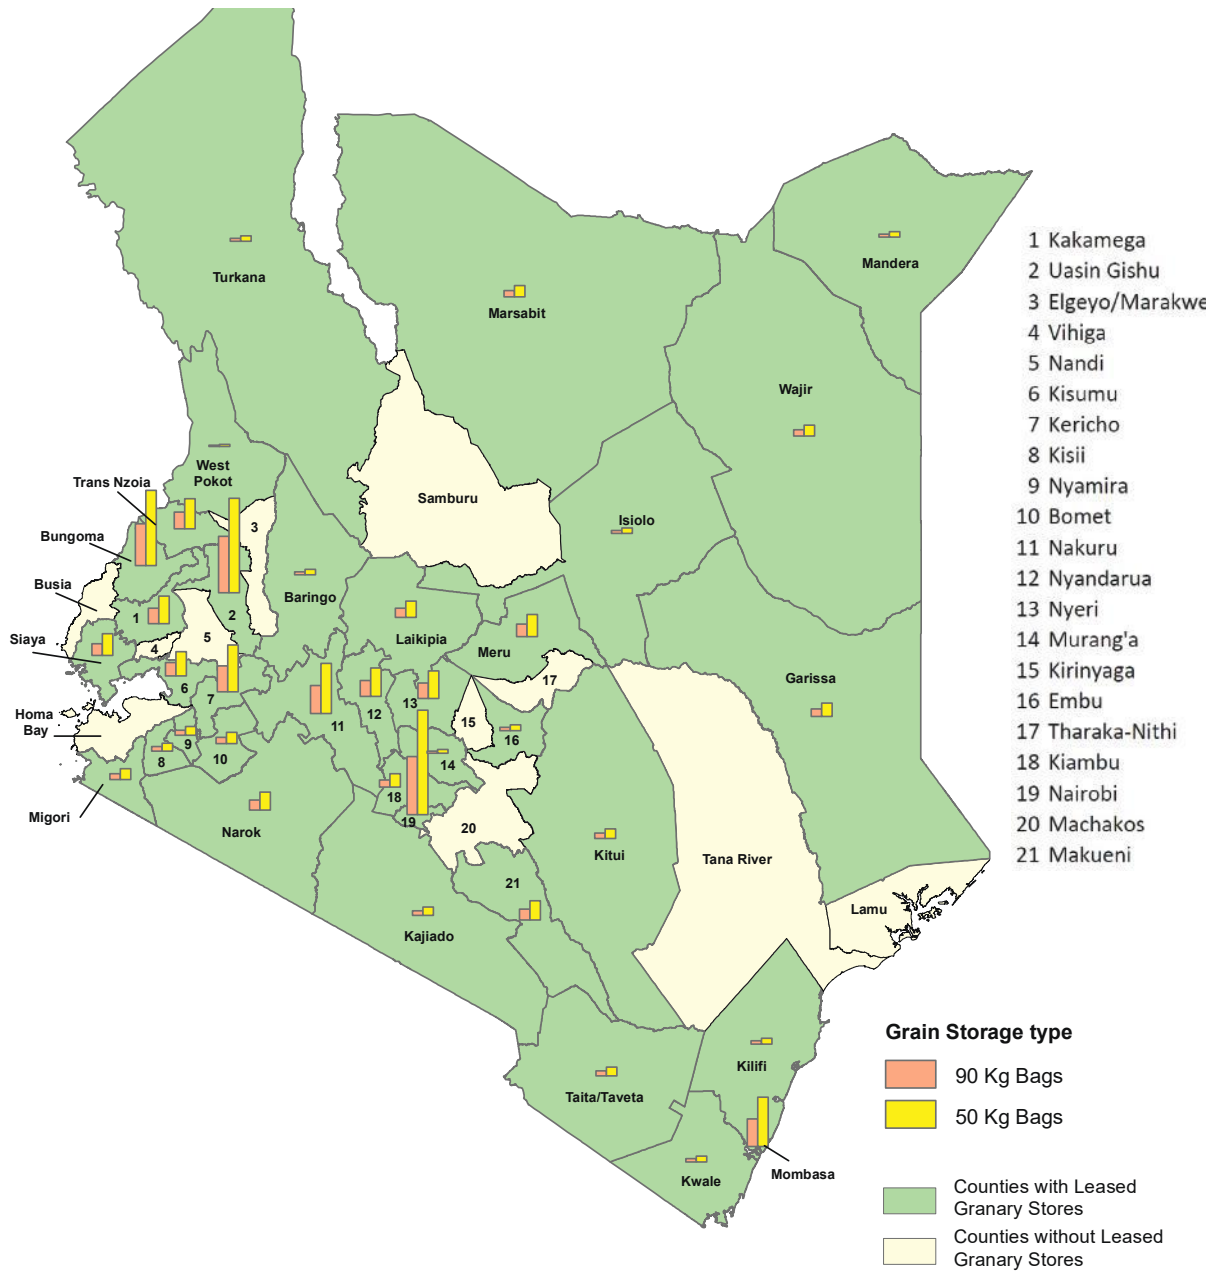 Turkana
Marsabit
Mandera
Wajir
Samburu
Isiolo
West
Pokot
Trans Nzoia
Bungoma
Busia
Siaya
Homa
Bay
Migori
Baringo
Laikipia
Meru
Garissa
Narok
Kitui
Tana River
Lamu
Kajiado
Taita/Taveta
Kilifi
Kwale
Mombasa
3
1
2
5
4
6
7
17
13
12
11
15
16
9
8
10
14
18
19
20
21
1 Kakamega
2 Uasin Gishu
3 Elgeyo/Marakwe
4 Vihiga
5 Nandi
6 Kisumu
7 Kericho
8 Kisii
9 Nyamira
10 Bomet
11 Nakuru
12 Nyandarua
13 Nyeri
14 Murang'a
15 Kirinyaga
16 Embu
17 Tharaka-Nithi
18 Kiambu
19 Nairobi
20 Machakos
21 Makueni
Grain Storage type
90 Kg Bags
50 Kg Bags
Counties with Leased
Granary Stores
Counties without Leased
Granary Stores